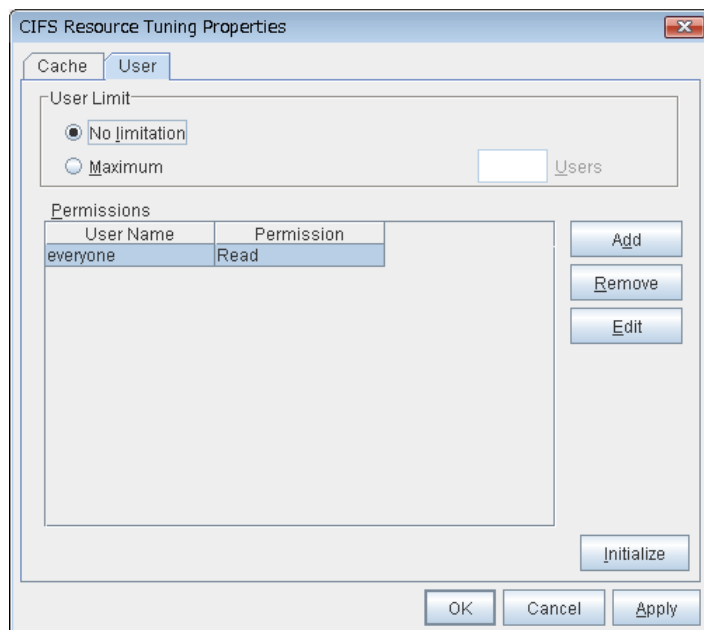 CIFS Resource Tuning Properties
Cache User
User Limit
No limitation
Maximum Users
Permissions
User Name Permission
everyone Read
Add
Remove
Edit
Initialize
OK Cancel Apply